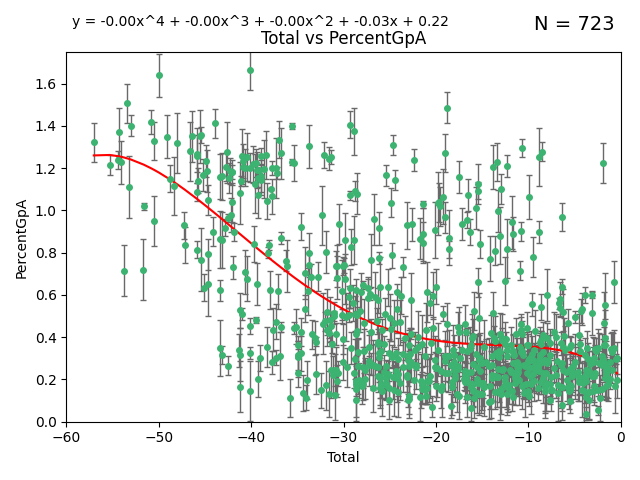 y = -0.00x^4 + -0.00x^3 + -0.00x^2 + -0.03x + 0.22
N = 723
Total vs PercentGpA
1.6
1.4
1.2
1.0
0.8
0.6
0.4
0.2
0.0
PercentGpA
−60 −50 −40 −30 −20 −10 0
Total